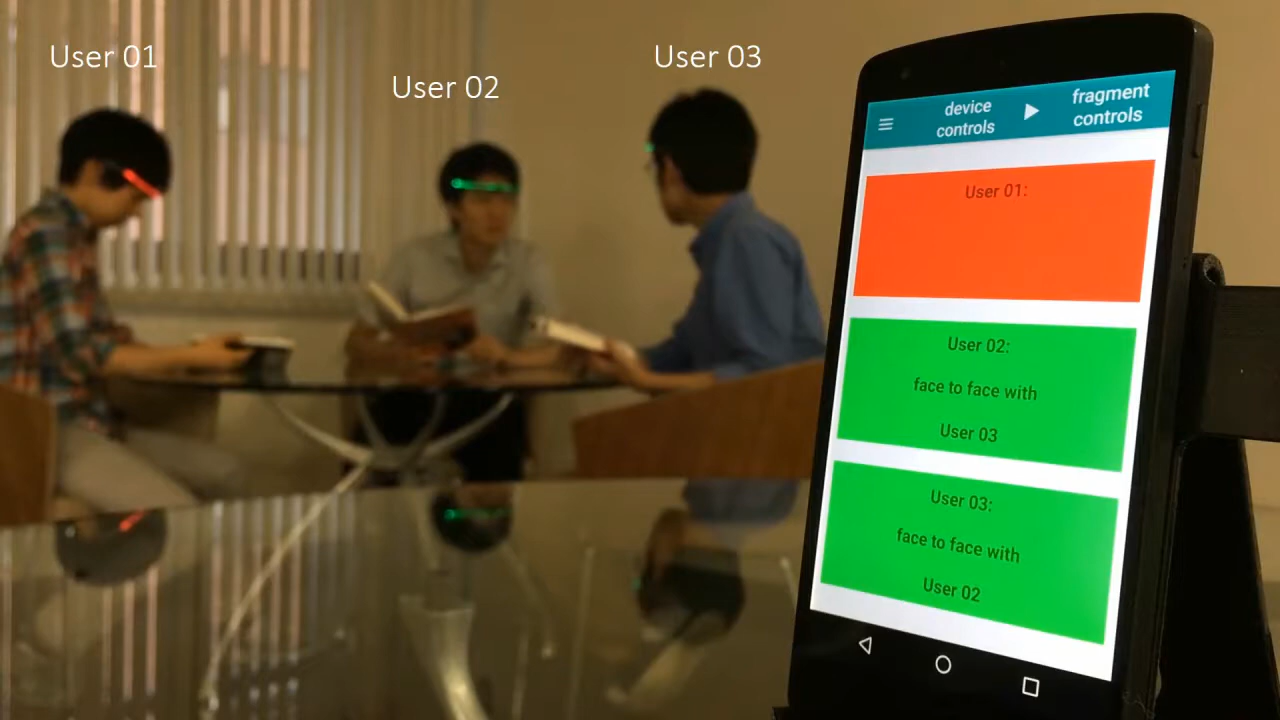 User 01
User 02
User 03
device
controls
fragment
controls
User 01:
User 02:
face to face with
User 03
User 03:
face to face with
User 02